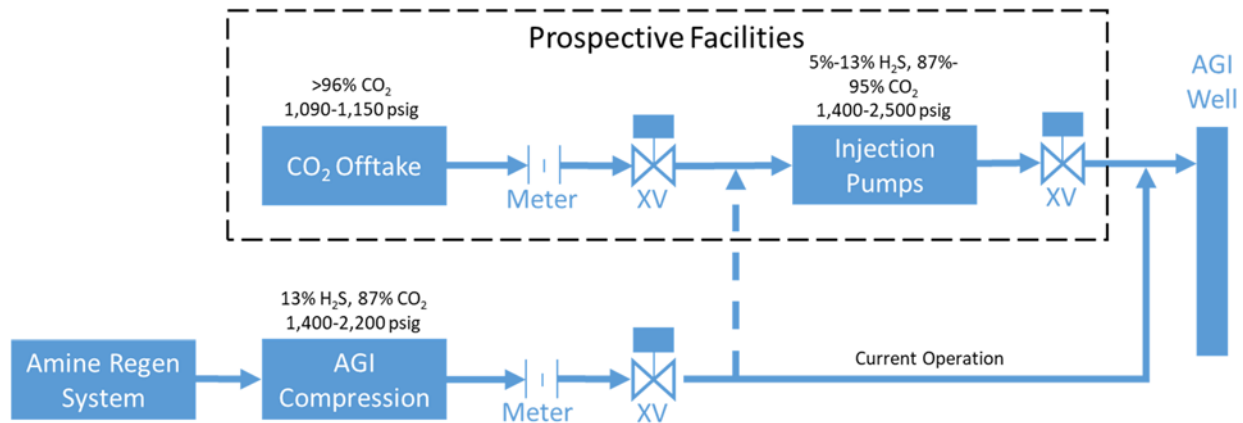 Prospective Facilities
>96% CO₂
1,090-1,150 psig
CO₂ Offtake
Meter
XV
5%-13% H₂S, 87%-
95% CO₂
1,400-2,500 psig
Injection
Pumps
XV
AGI
Well
13% H₂S, 87% CO₂
1,400-2,200 psig
Amine Regen
System
AGI
Compression
Meter
XV
Current Operation